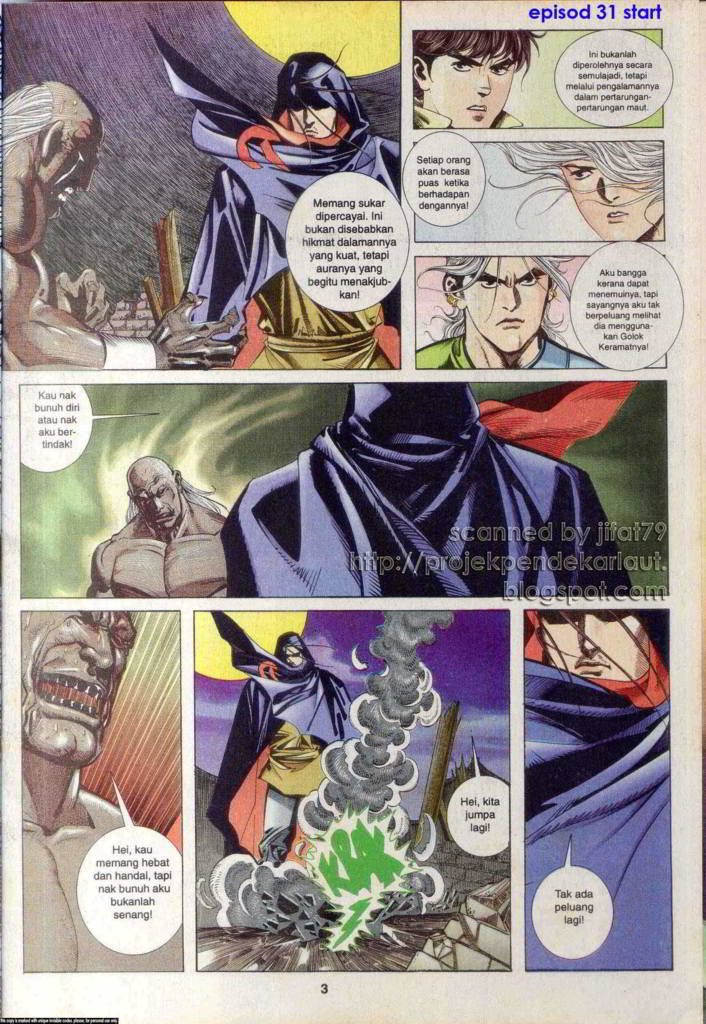 episod 31 start
Memang sukar
dipercayai. Ini
bukan disebabkan
hikmat dalamannya
yang kuat, tetapi
auranya yang
begitu menakjub-
kan!
Ini bukanlah
diperolehnya secara
semulajadi, tetapi
melalui pengalamannya
dalam pertarungan-
pertarungan maut.
Setiap orang
akan berasa
puas ketika
berhadapan
dengannya!
Aku bangga
kerana dapat
menemuinya, tapi
sayangnya aku tak
berpeluang melihat
dia mengguna-
kan Golok
Keramatnya!
Kau nak
bunuh diri
atau nak
aku ber-
tindak!
scanned by jifat79
http://projekpendekarlaut.
blogspot.com
Hei, kau
memang hebat
dan handal, tapi
nak bunuh aku
bukanlah
senang!
Hei, kita
jumpa
lagi!
Tak ada
peluang
lagi!
3